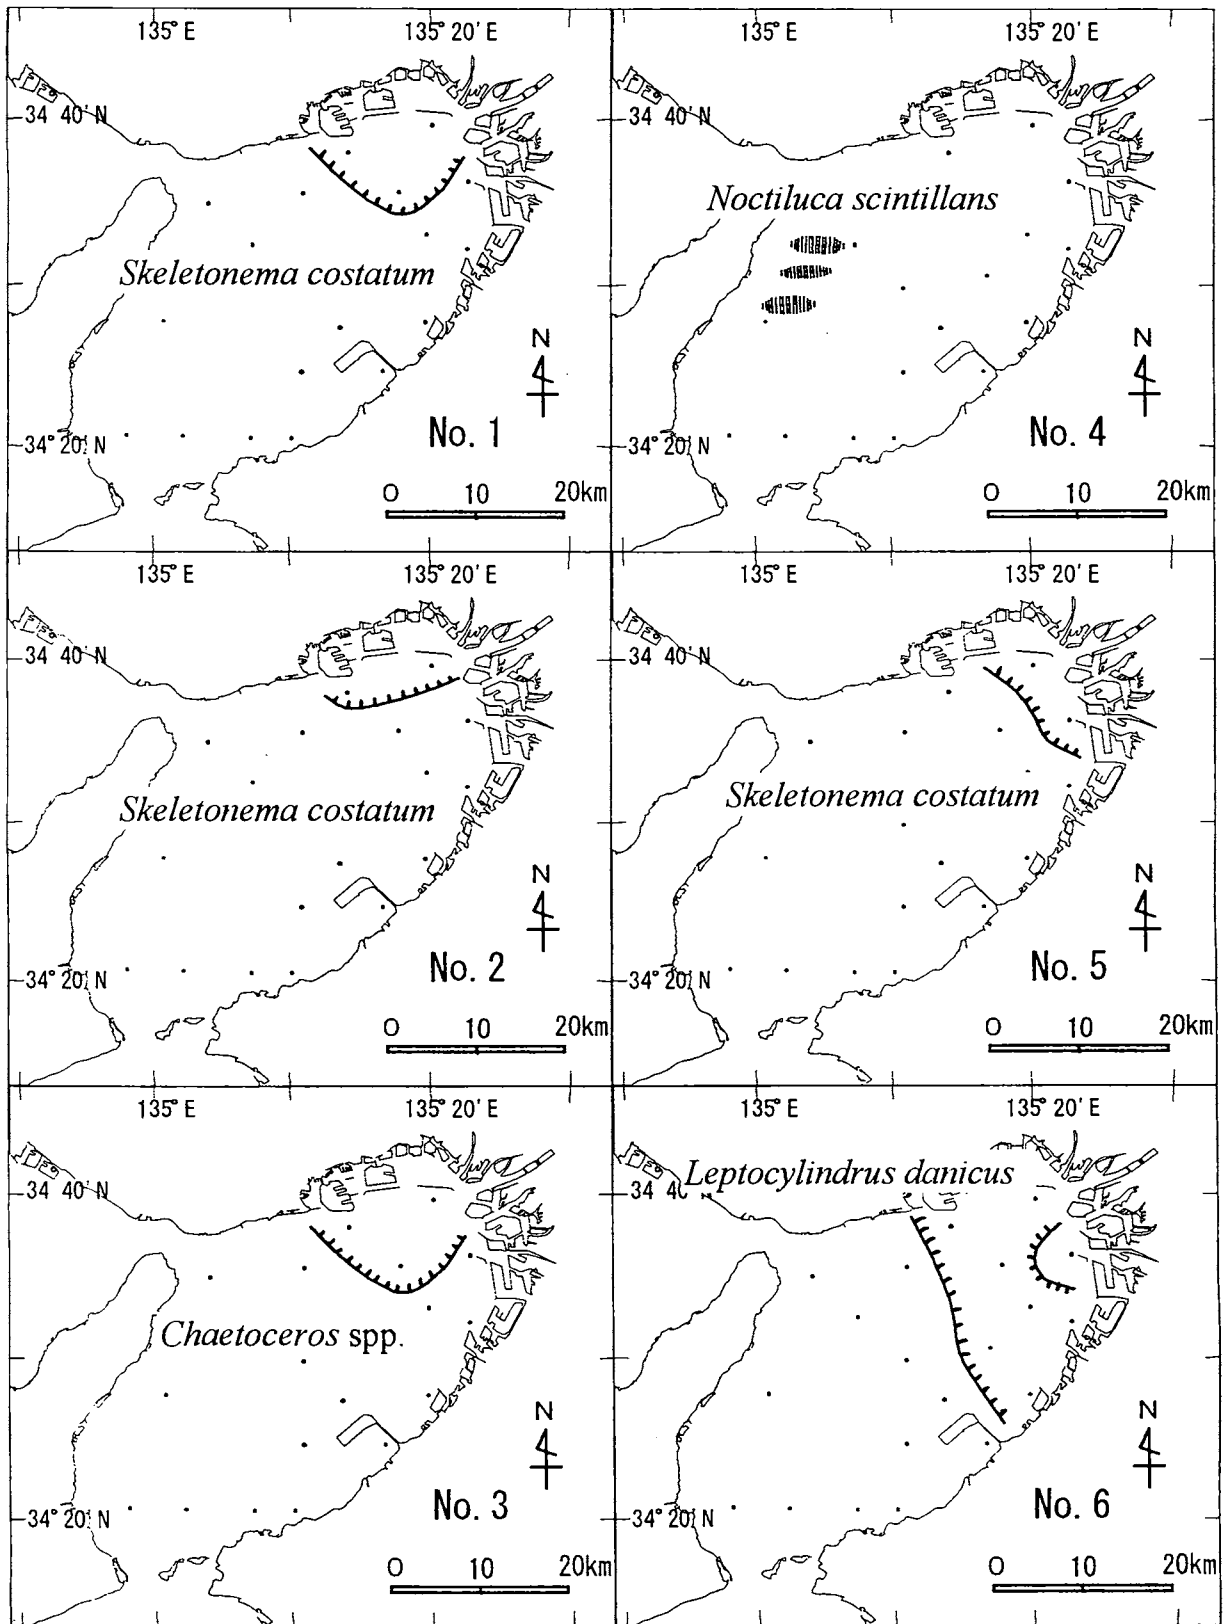 135° E 135° 20' E
34 40' N
Skeletonema costatum
N
34° 20' N
No. 1
0 10 20km
135° E 135° 20' E
34 40' N
Noctiluca scintillans
N
34° 20' N
No. 4
0 10 20km
135° E 135° 20' E
34 40' N
Skeletonema costatum
N
34° 20' N
No. 2
0 10 20km
135° E 135° 20' E
34 40' N
Skeletonema costatum
N
34° 20' N
No. 5
0 10 20km
135° E 135° 20' E
34 40' N
Chaetoceros spp.
N
34° 20' N
No. 3
0 10 20km
135° E 135° 20' E
Leptocylindrus danicus
N
34° 20' N
No. 6
0 10 20km